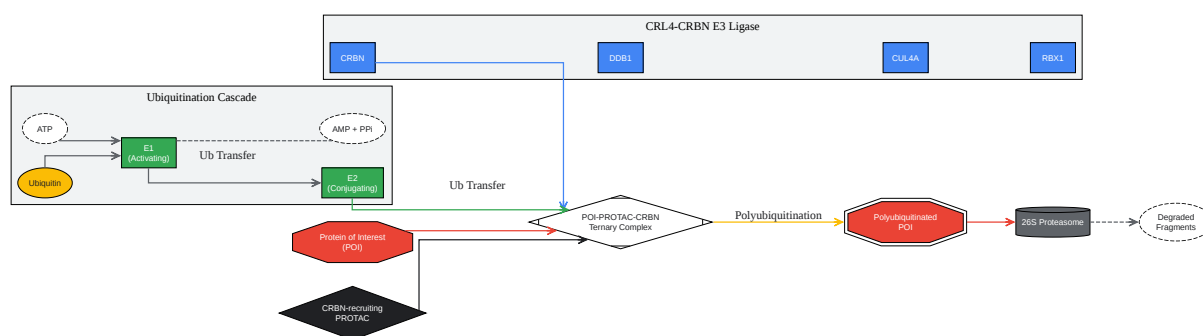 CRL4-CRBN E3 Ligase
CRBN
DDB1
CUL4A
RBX1
Ubiquitination Cascade
ATP
AMP + PPi
E1
(Activating)
Ub Transfer
Ubiquitin
E2
(Conjugating)
Ub Transfer
POI-PROTAC-CRBN
Ternary Complex
Polyubiquitination
Polyubiquitinated
POI
26S Proteasome
Degraded
Fragments
Protein of Interest
(POI)
CRBN-recruiting
PROTAC